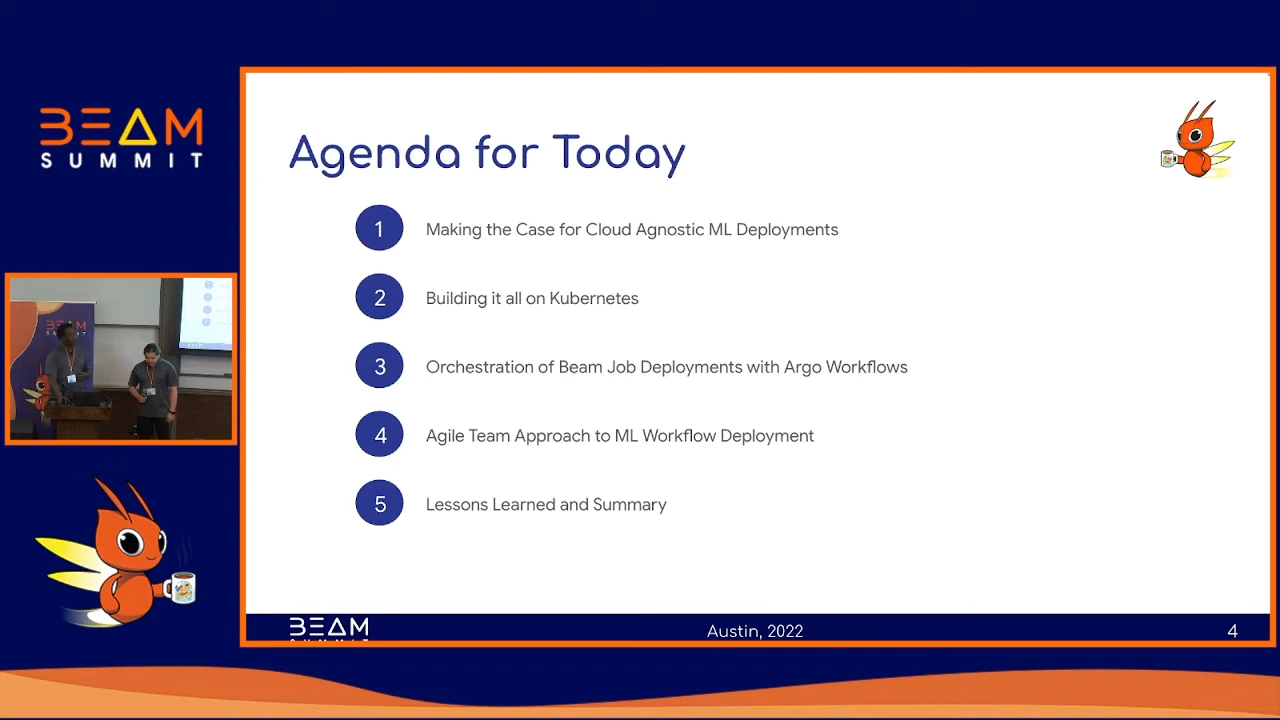 BEAM
SUMMIT
Agenda for Today
1 Making the Case for Cloud Agnostic ML Deployments
2 Building it all on Kubernetes
3 Orchestration of Beam Job Deployments with Argo Workflows
4 Agile Team Approach to ML Workflow Deployment
5 Lessons Learned and Summary
BEAM
SUMMIT
BEAM
Austin, 2022
4